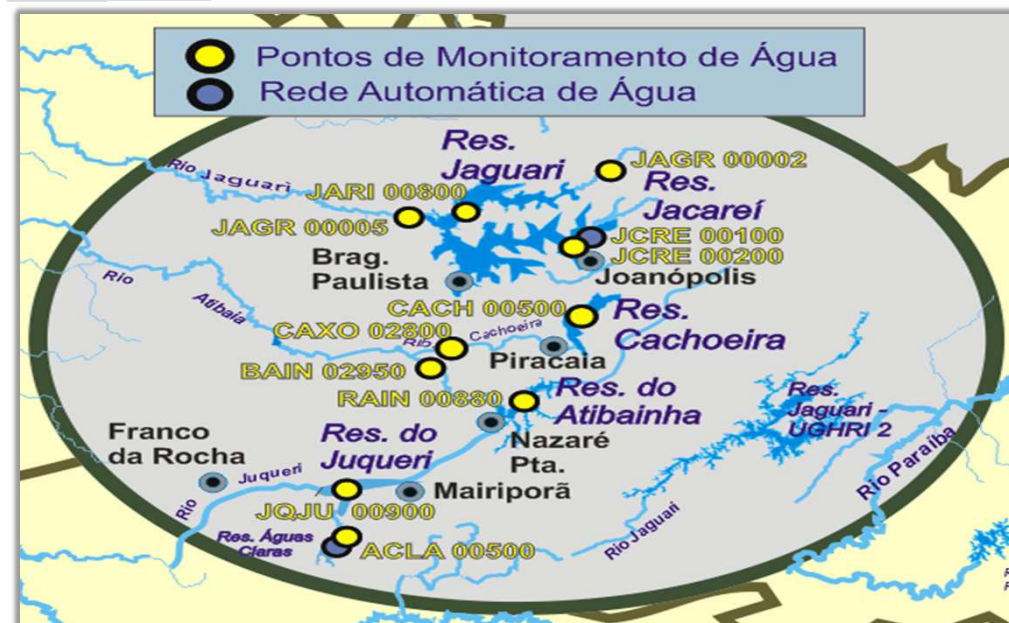 Pontos de Monitoramento de Água
Rede Automática de Água
Res.
Jaguari
JAGR 00002
Rio Jaguari
JARI 00800
Res.
Jacareí
JAGR 00005
JCRE 00100
JCRE 00200
Brag.
Paulista
Joanópolis
Rio
Atibaia
CACH 00500
Res.
Cachoeira
CAXO 02800
Rib
Cachoeira
Piracaia
BAIN 02950
RAIN 00880
Res. do
Atibainha
Res.
Jaguari -
UGHRI 2
Franco
da Rocha
Res. do
Juqueri
Nazaré
Pta.
Rio Paraíba
Rio
Juqueri
Mairiporã
JQJU 00900
Res. Águas
Claras
ACLA 00500
Rio Jaguari